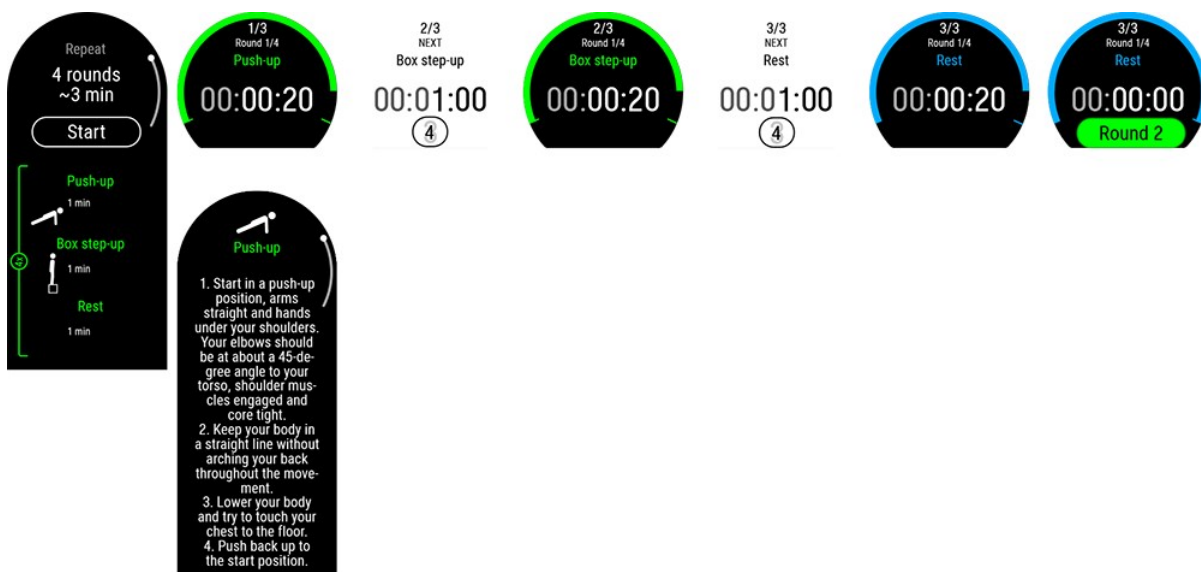 Repeat
4 rounds
~3 min
Start
Push-up
1 min
Box step-up
1 min
Rest
1 min
4x
1/3
Round 1/4
Push-up
00:00:20
2/3
NEXT
Box step-up
00:01:00
4
2/3
Round 1/4
Box step-up
00:00:20
3/3
NEXT
Rest
00:01:00
4
3/3
Round 1/4
Rest
00:00:20
3/3
Round 1/4
Rest
00:00:00
Round 2
Push-up
1. Start in a push-up
position, arms
straight and hands
under your shoulders.
Your elbows should
be at about a 45-de-
gree angle to your
torso, shoulder mus-
cles engaged and
core tight.
2. Keep your body in
a straight line without
arching your back
throughout the move-
ment.
3. Lower your body
and try to touch your
chest to the floor.
4. Push back up to
the start position.